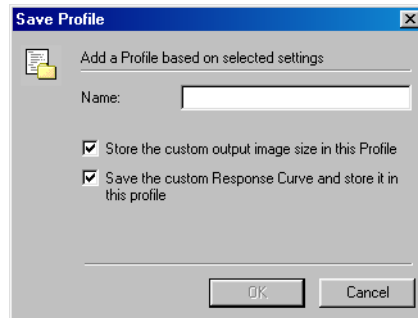 Save Profile
Add a Profile based on selected settings
Name:
Store the custom output image size in this Profile
Save the custom Response Curve and store it in
this profile
OK
Cancel